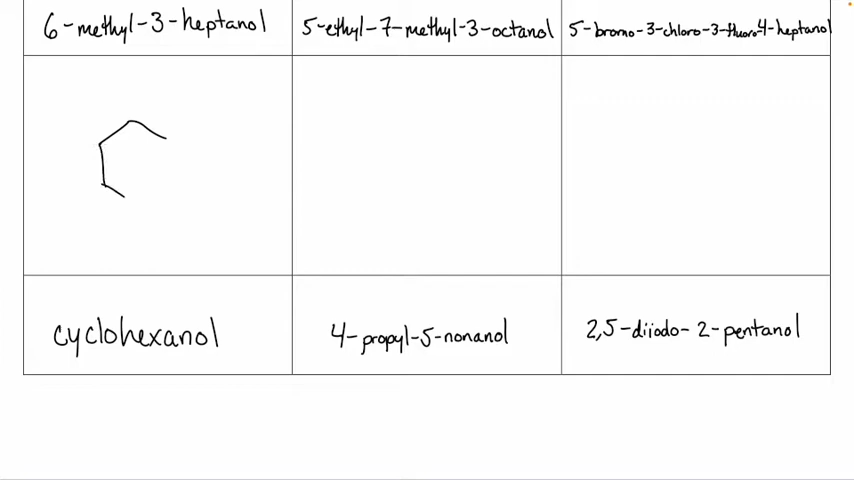 6-methyl-3-heptanol
5-ethyl-7-methyl-3-octanol
5-bromo-3-chloro-3-fluoro-4-heptanol
cyclohexanol
4-propyl-5-nonanol
2,5-diiodo-2-pentanol